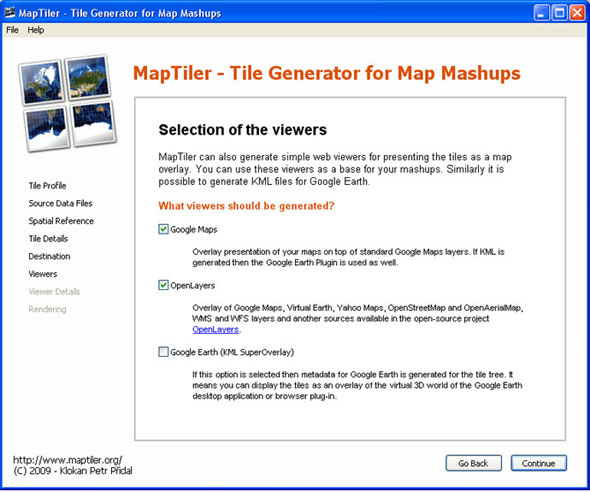 MapTiler - Tile Generator for Map Mashups
File Help
MapTiler - Tile Generator for Map Mashups
Selection of the viewers
MapTiler can also generate simple web viewers for presenting the tiles as a map
overlay. You can use these viewers as a base for your mashups. Similarly it is
possible to generate KML files for Google Earth.
What viewers should be generated?
Google Maps
Overlay presentation of your maps on top of standard Google Maps layers. If KML is
generated then the Google Earth Plugin is used as well.
OpenLayers
Overlay of Google Maps, Virtual Earth, Yahoo Maps, OpenStreetMap and OpenAerialMap,
WMS and WFS layers and another sources available in the open-source project
OpenLayers.
Google Earth (KML SuperOverlay)
If this option is selected then metadata for Google Earth is generated for the tile tree. It
means you can display the tiles as an overlay of the virtual 3D world of the Google Earth
desktop application or browser plug-in.
Tile Profile
Source Data Files
Spatial Reference
Tile Details
Destination
Viewers
Viewer Details
Rendering
http://www.maptiler.org/
(C) 2009 - Klokan Petr Přidal
Go Back
Continue